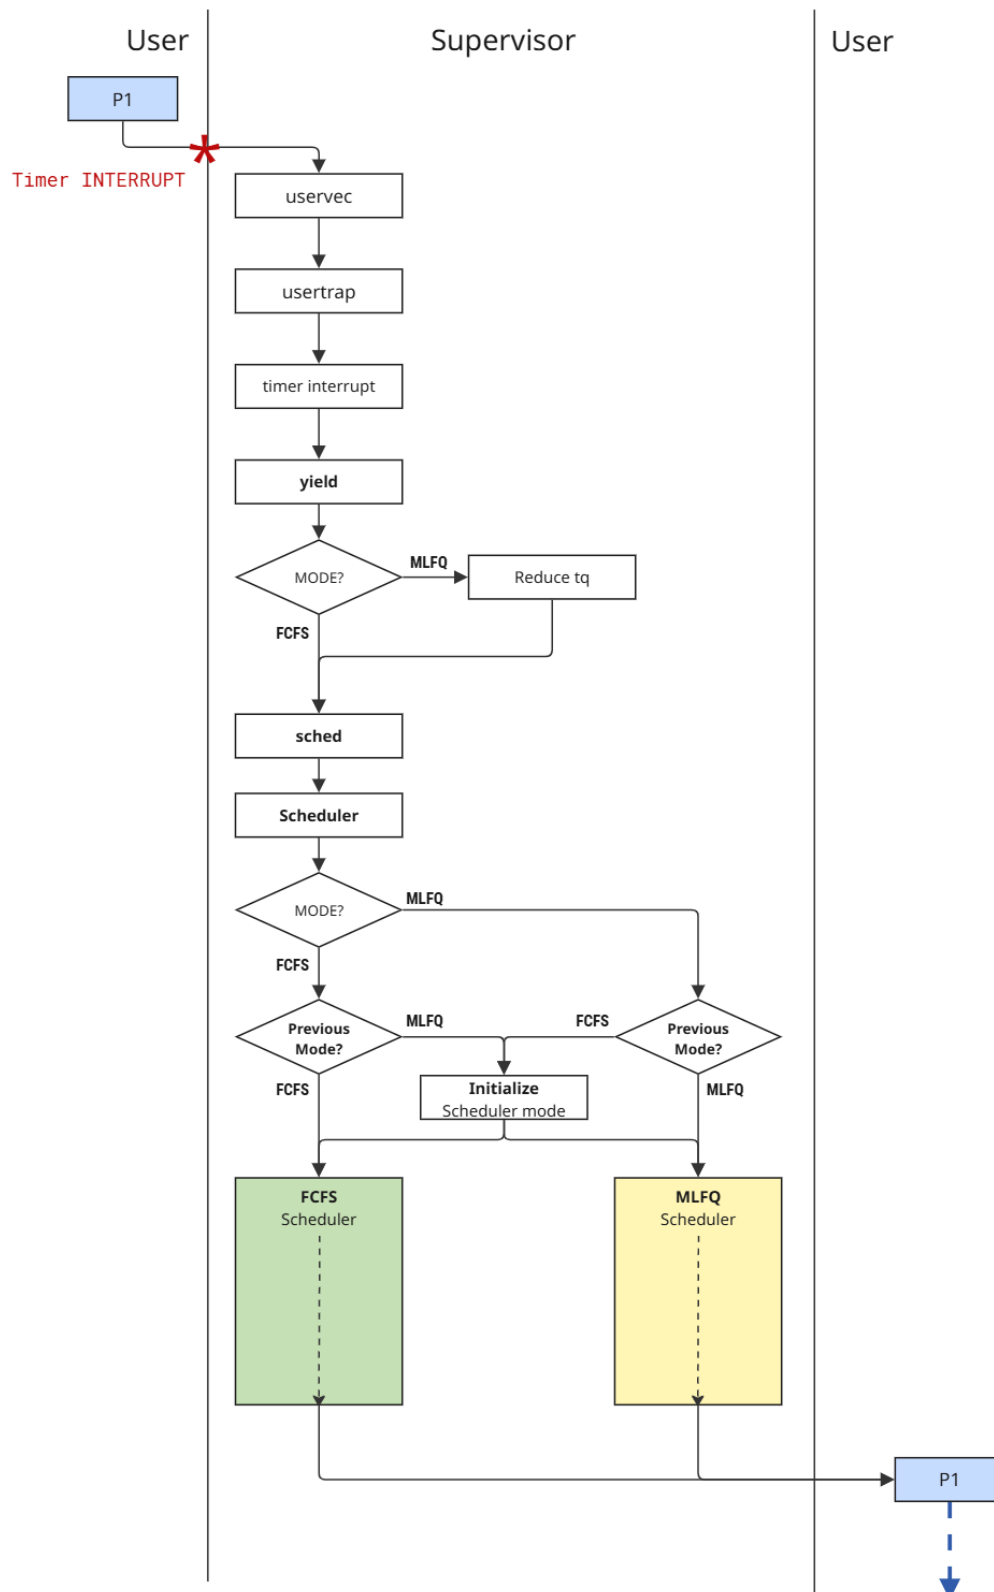 User
Supervisor
User
P1
Timer INTERRUPT
uservec
usertrap
timer interrupt
yield
MODE?
MLFQ
Reduce tq
FCFS
sched
Scheduler
MODE?
MLFQ
FCFS
Previous
Mode?
MLFQ
FCFS
Previous
Mode?
FCFS
Initialize
Scheduler mode
MLFQ
FCFS
Scheduler
MLFQ
Scheduler
P1